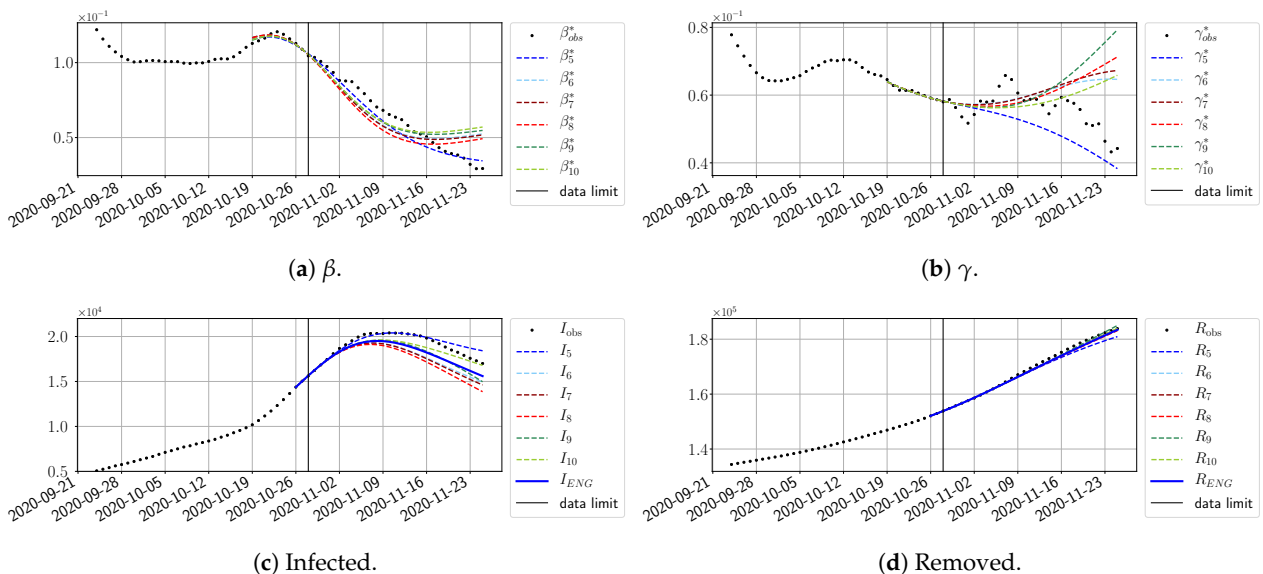 ×10⁻¹
1.0
0.5
2020-09-21
2020-09-28
2020-10-05
2020-10-12
2020-10-19
2020-10-26
2020-11-02
2020-11-09
2020-11-16
2020-11-23
β*obs
β*5
β*6
β*7
β*8
β*9
β*10
data limit
(a) β.
×10⁻¹
0.8
0.6
0.4
2020-09-21
2020-09-28
2020-10-05
2020-10-12
2020-10-19
2020-10-26
2020-11-02
2020-11-09
2020-11-16
2020-11-23
γ*obs
γ*5
γ*6
γ*7
γ*8
γ*9
γ*10
data limit
(b) γ.
×10⁴
2.0
1.5
1.0
0.5
2020-09-21
2020-09-28
2020-10-05
2020-10-12
2020-10-19
2020-10-26
2020-11-02
2020-11-09
2020-11-16
2020-11-23
I obs
I5
I6
I7
I8
I9
I10
I ENG
data limit
(c) Infected.
×10⁵
1.8
1.6
1.4
2020-09-21
2020-09-28
2020-10-05
2020-10-12
2020-10-19
2020-10-26
2020-11-02
2020-11-09
2020-11-16
2020-11-23
R obs
R5
R6
R7
R8
R9
R10
R ENG
data limit
(d) Removed.